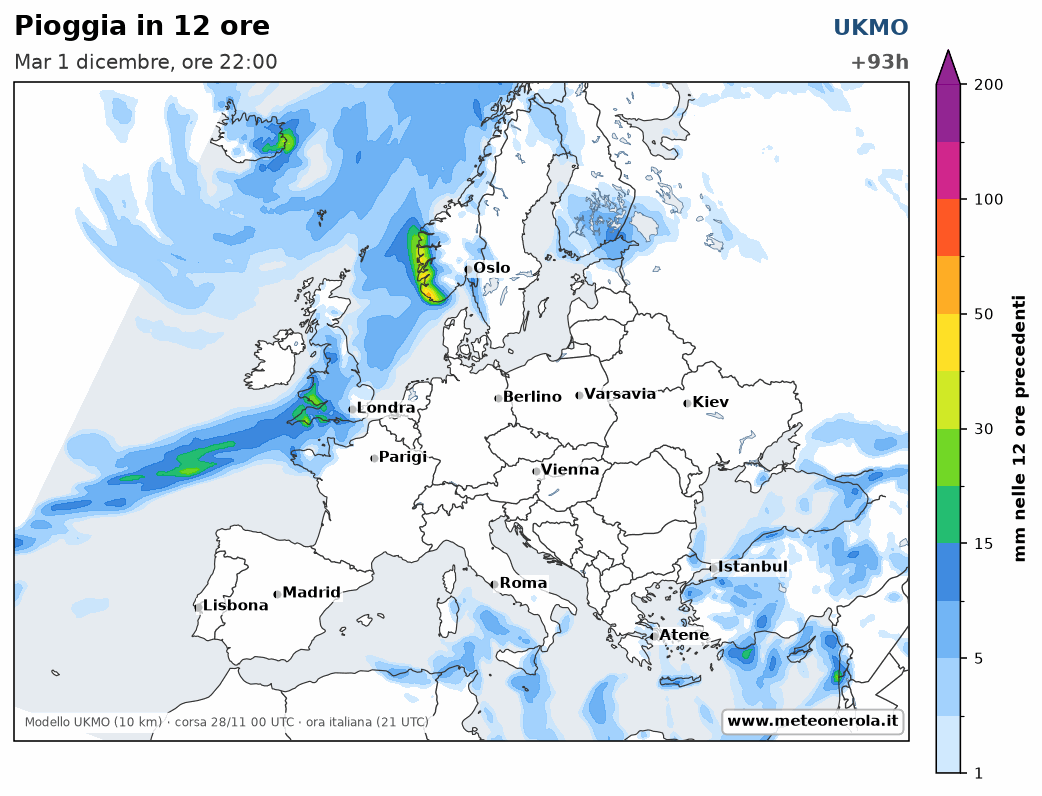 Pioggia in 12 ore
UKMO
Mar 1 dicembre, ore 22:00
+93h
200
100
50
30
15
5
1
mm nelle 12 ore precedenti
Oslo
Berlino
Varsavia
Kiev
Londra
Parigi
Vienna
Istanbul
Roma
Madrid
Lisbona
Atene
Modello UKMO (10 km) · corsa 28/11 00 UTC · ora italiana (21 UTC)
www.meteonerola.it